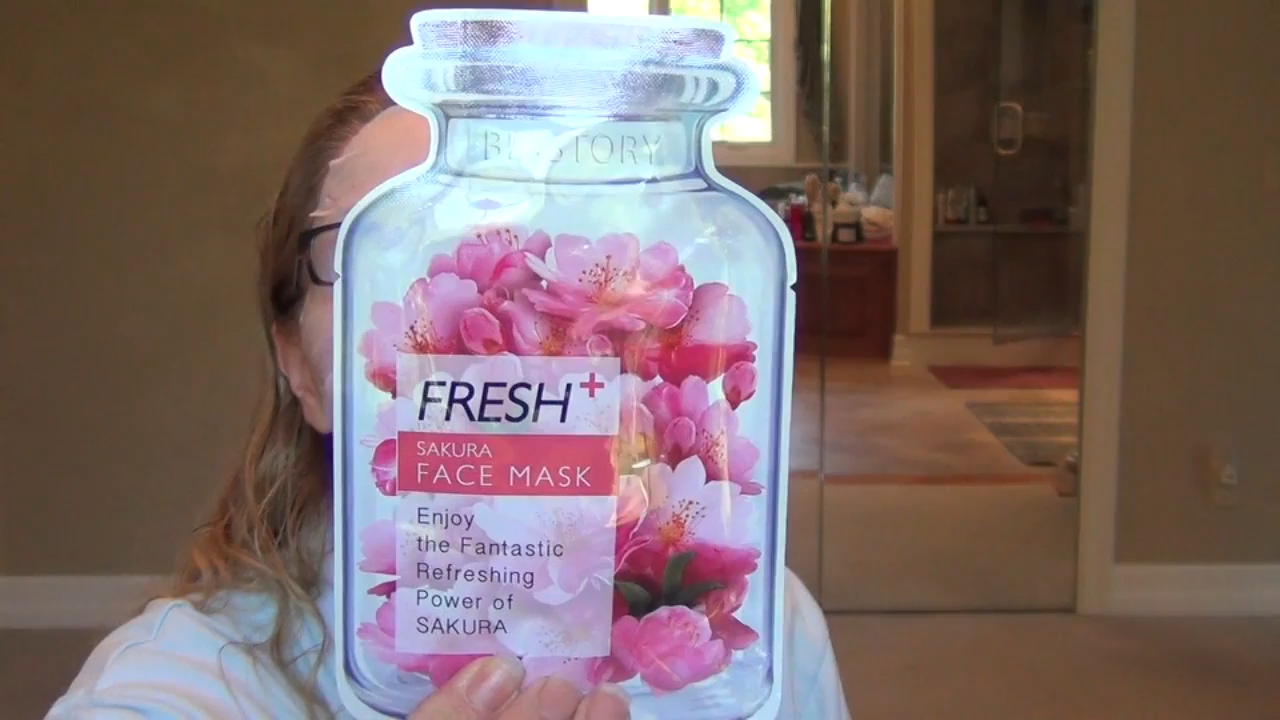 FRESH+
SAKURA
FACE MASK
Enjoy
the Fantastic
Refreshing
Power of
SAKURA